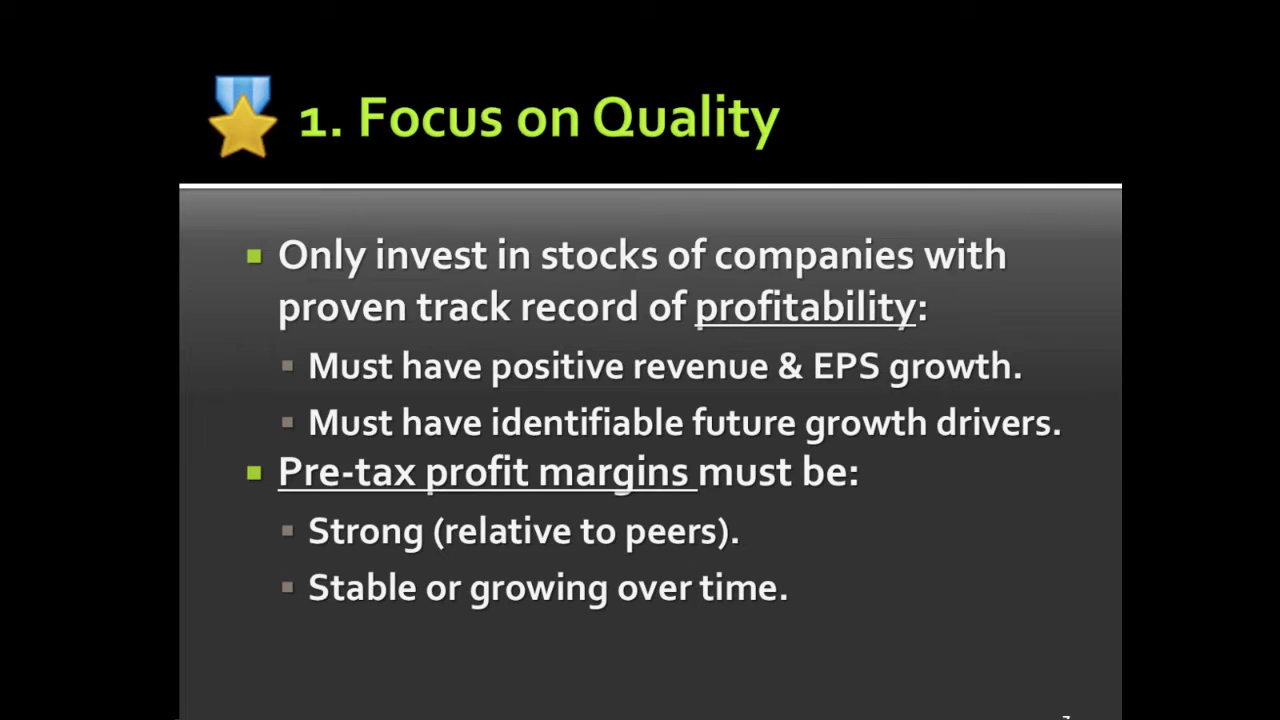 1. Focus on Quality
Only invest in stocks of companies with
proven track record of profitability:
Must have positive revenue & EPS growth.
Must have identifiable future growth drivers.
Pre-tax profit margins must be:
Strong (relative to peers).
Stable or growing over time.